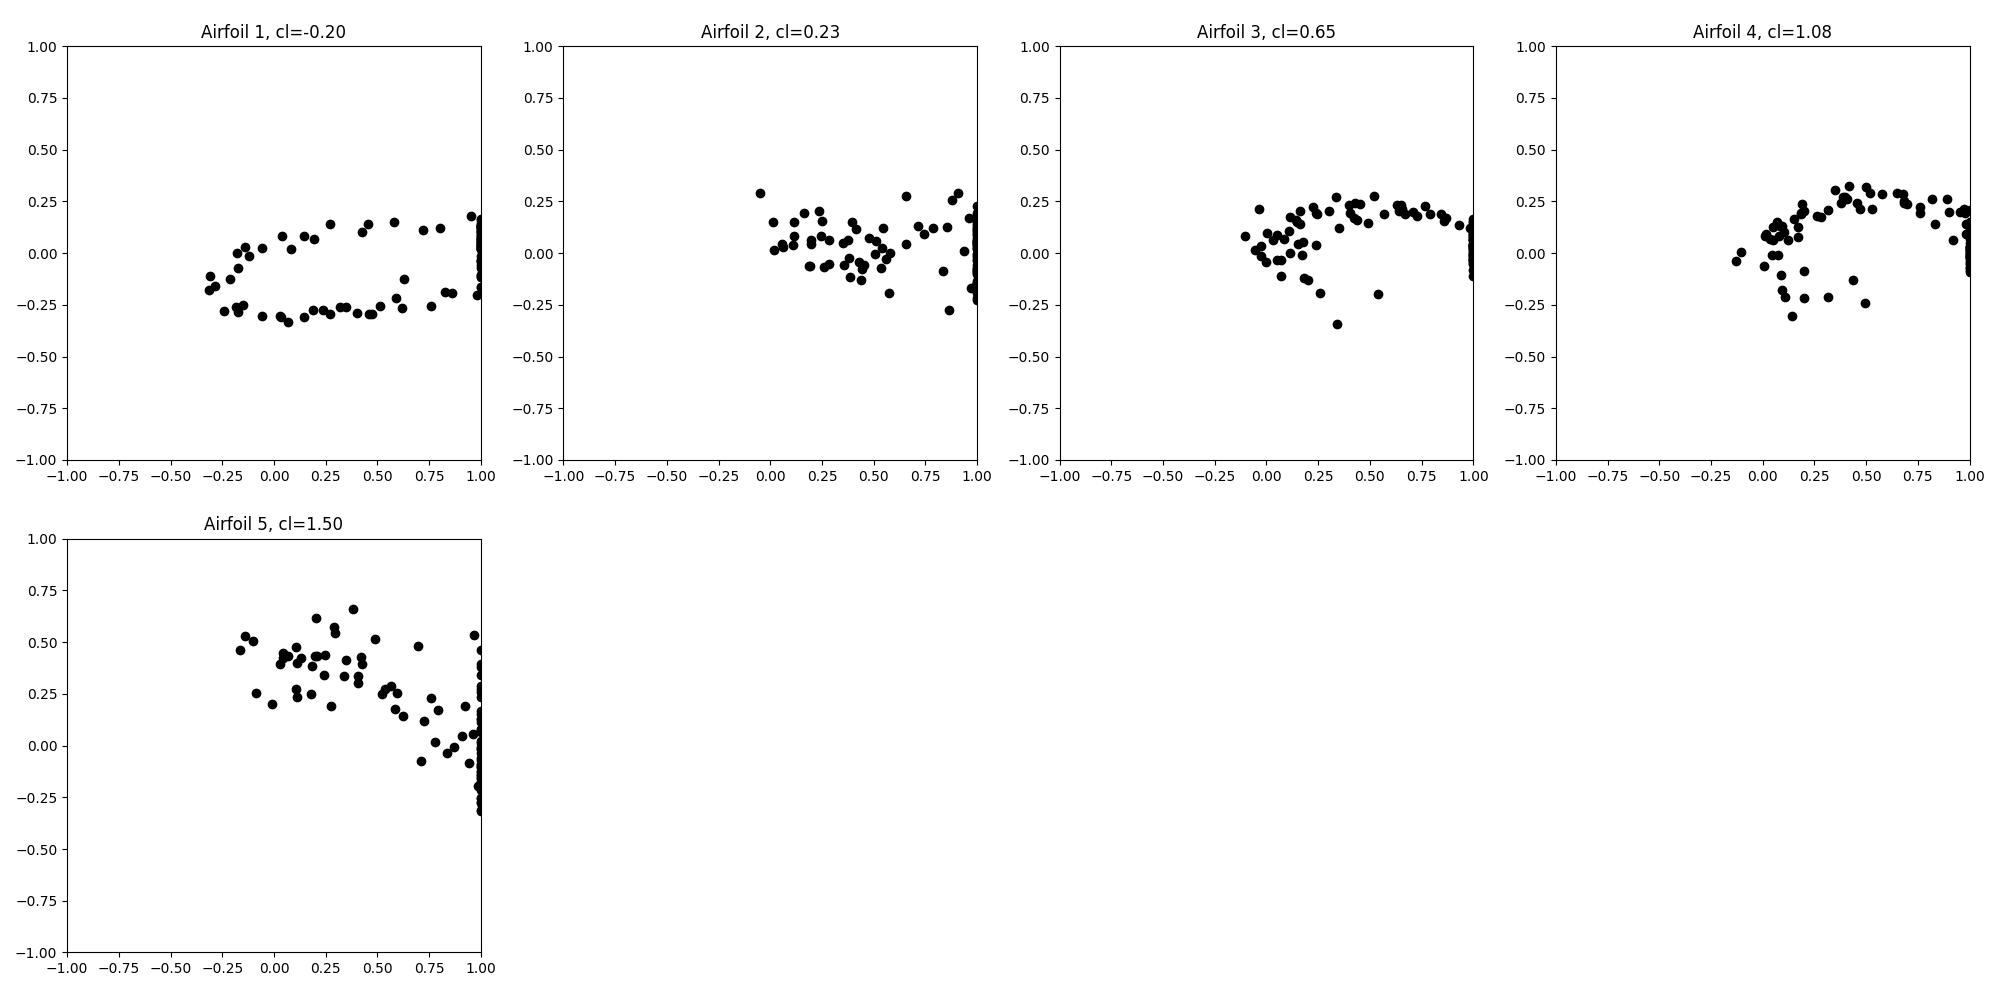 Airfoil 1, cl=-0.20
Airfoil 2, cl=0.23
Airfoil 3, cl=0.65
Airfoil 4, cl=1.08
1.00 1.00 1.00 1.00
0.75 0.75 0.75 0.75
0.50 0.50 0.50 0.50
0.25 0.25 0.25 0.25
0.00 0.00 0.00 0.00
−0.25 −0.25 −0.25 −0.25
−0.50 −0.50 −0.50 −0.50
−0.75 −0.75 −0.75 −0.75
−1.00 −1.00 −1.00 −1.00
−1.00 −0.75 −0.50 −0.25 0.00 0.25 0.50 0.75 1.00
−1.00 −0.75 −0.50 −0.25 0.00 0.25 0.50 0.75 1.00
−1.00 −0.75 −0.50 −0.25 0.00 0.25 0.50 0.75 1.00
−1.00 −0.75 −0.50 −0.25 0.00 0.25 0.50 0.75 1.00
Airfoil 5, cl=1.50
1.00
0.75
0.50
0.25
0.00
−0.25
−0.50
−0.75
−1.00
−1.00 −0.75 −0.50 −0.25 0.00 0.25 0.50 0.75 1.00